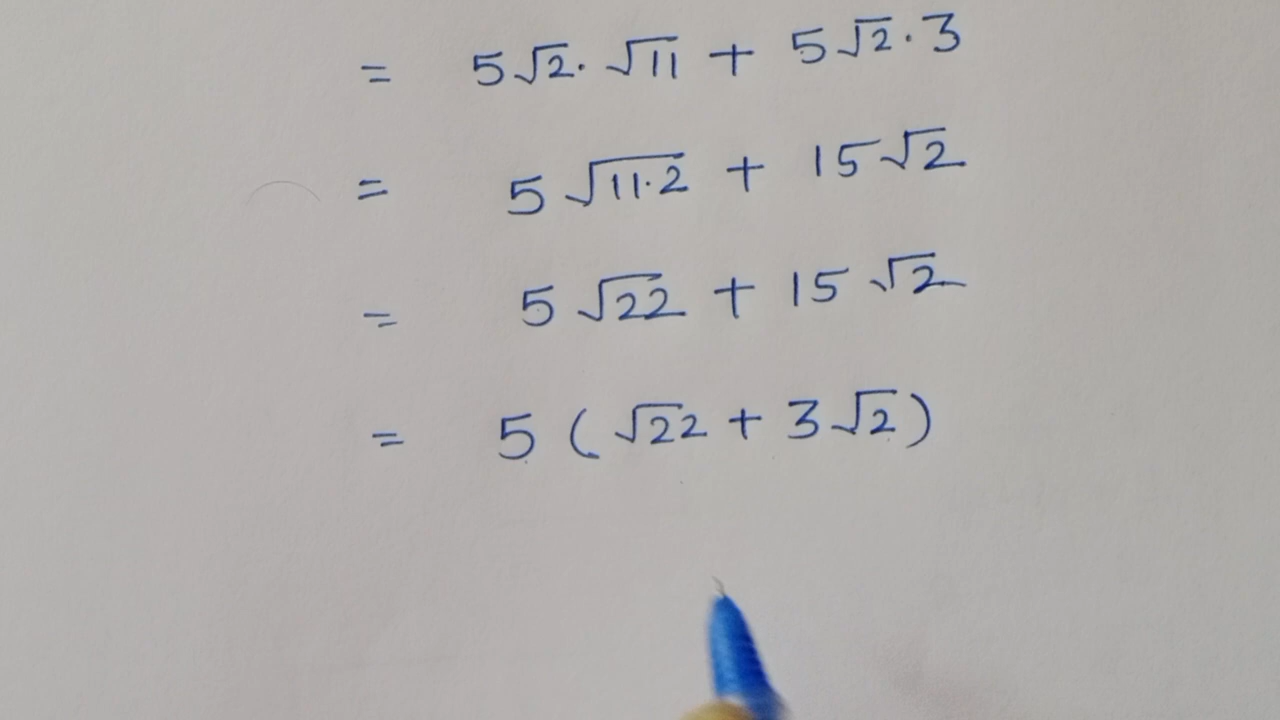 = 5√2·√11 + 5√2·3
= 5√11·2 + 15√2
= 5√22 + 15√2
= 5(√22 + 3√2)